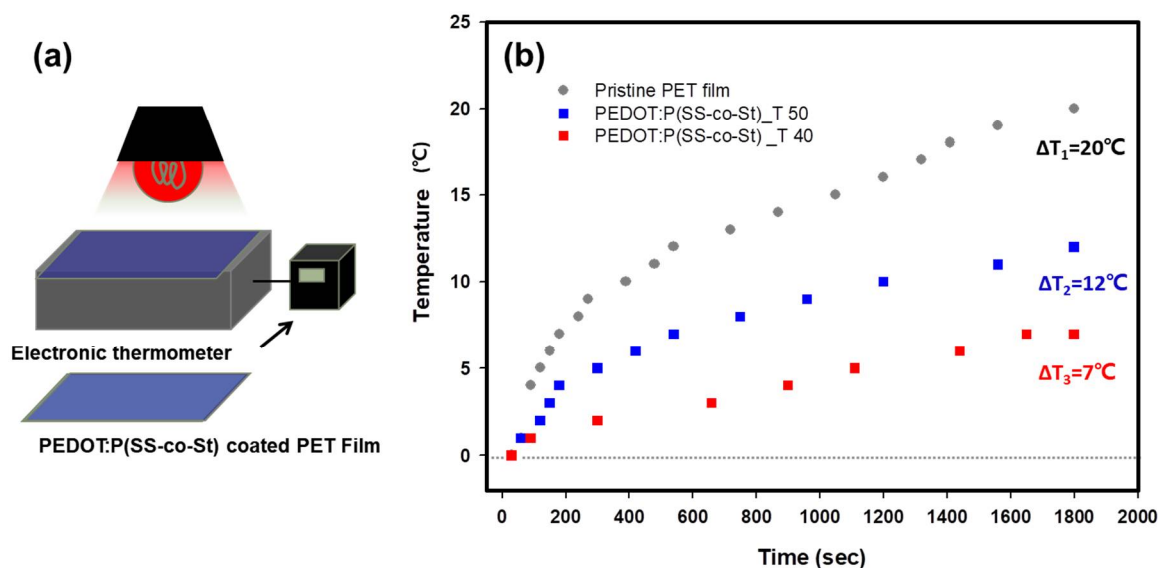 (a)
Electronic thermometer
PEDOT:P(SS-co-St) coated PET Film
(b)
Temperature (℃)
25
20
15
10
5
0
Pristine PET film
PEDOT:P(SS-co-St)_T 50
PEDOT:P(SS-co-St) _T 40
ΔT1=20℃
ΔT2=12℃
ΔT3=7℃
0 200 400 600 800 1000 1200 1400 1600 1800 2000
Time (sec)